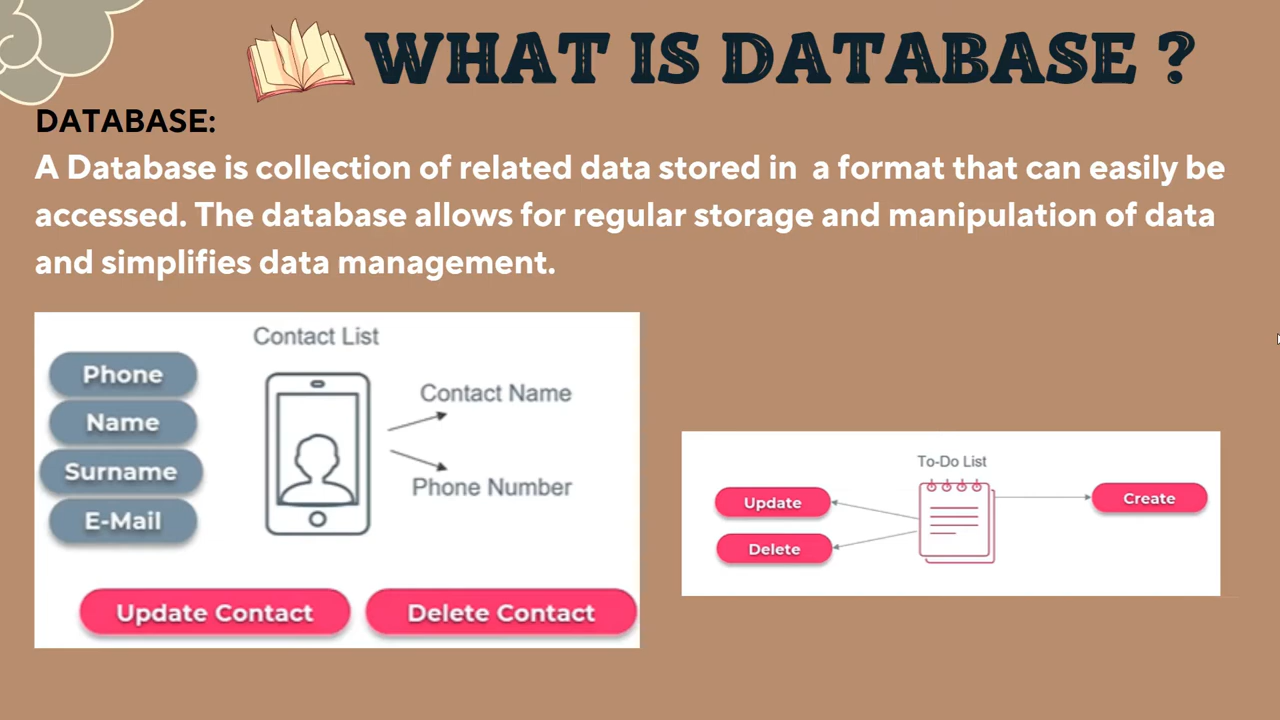 WHAT IS DATABASE ?
DATABASE:
A Database is collection of related data stored in a format that can easily be
accessed. The database allows for regular storage and manipulation of data
and simplifies data management.
Contact List
Phone
Name
Surname
E-Mail
Contact Name
Phone Number
Update Contact
Delete Contact
To-Do List
Update
Delete
Create